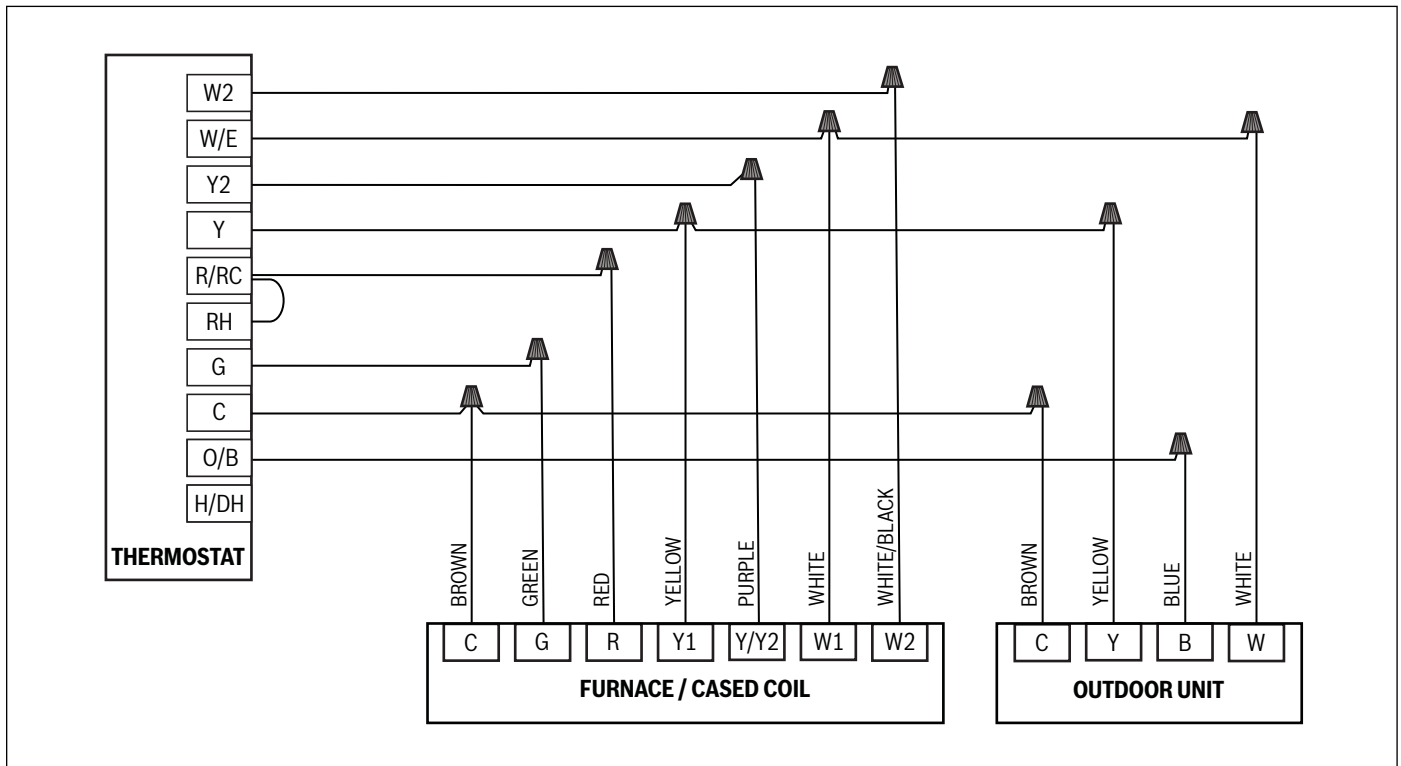 W2
W/E
Y2
Y
R/RC
RH
G
C
O/B
H/DH
THERMOSTAT
BROWN
GREEN
RED
YELLOW
PURPLE
WHITE
WHITE/BLACK
C G R Y1 Y/Y2 W1 W2
FURNACE / CASED COIL
BROWN
YELLOW
BLUE
WHITE
C Y B W
OUTDOOR UNIT